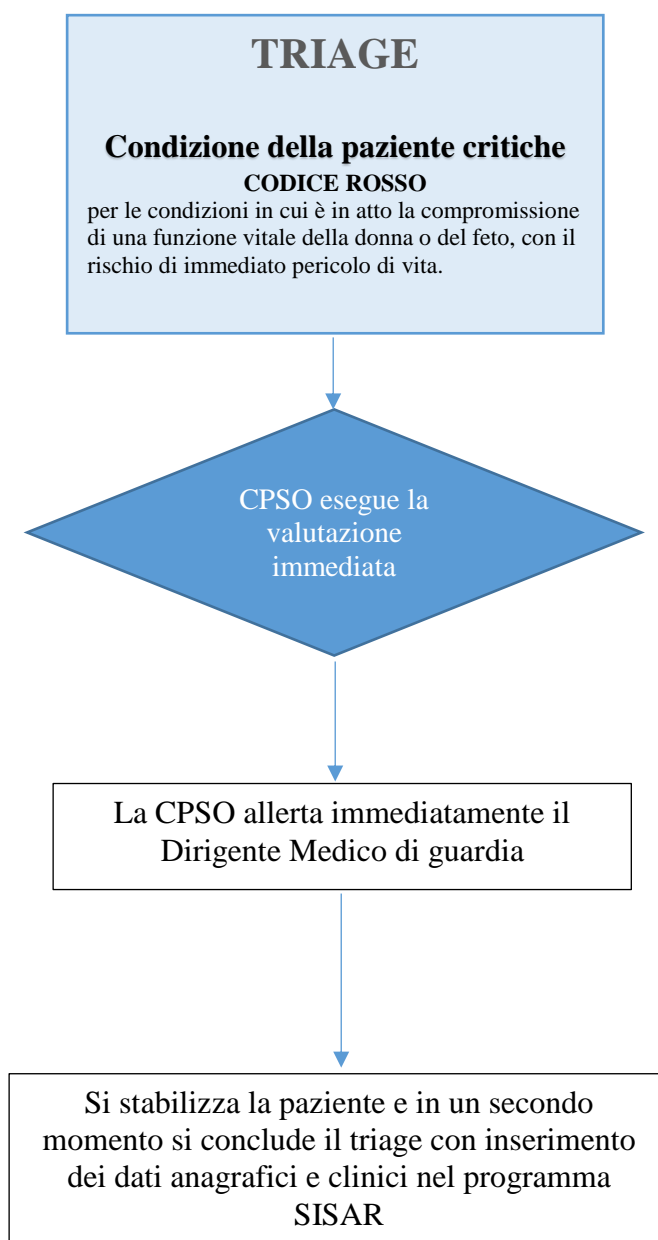 TRIAGE
Condizione della paziente critiche
CODICE ROSSO
per le condizioni in cui è in atto la compromissione
di una funzione vitale della donna o del feto, con il
rischio di immediato pericolo di vita.
CPSO esegue la
valutazione
immediata
La CPSO allerta immediatamente il
Dirigente Medico di guardia
Si stabilizza la paziente e in un secondo
momento si conclude il triage con inserimento
dei dati anagrafici e clinici nel programma
SISAR